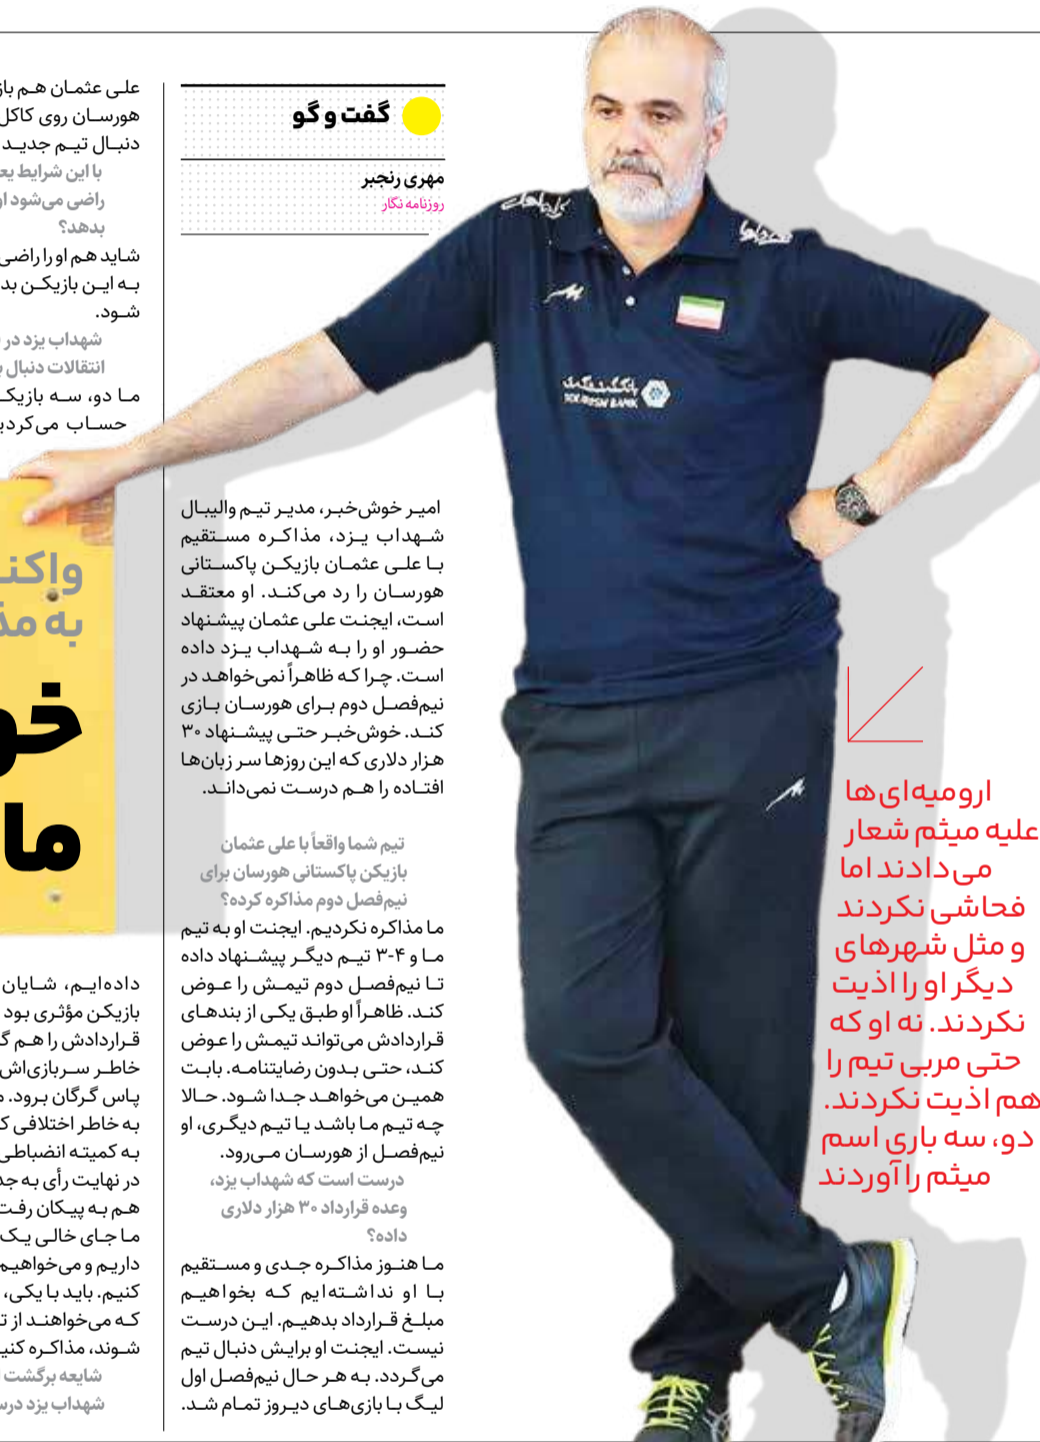 گفت و گو
مهری رنجبر
روزنامه نگار
امیر خوش‌خبر، مدیر تیم والیبال
شهداب یزد، مذاکره مستقیم
با علی عثمان بازیکن پاکستانی
هورسان را رد می‌کند. او معتقد
است، ایجنت علی عثمان پیشنهاد
حضور او را به شهداب یزد داده
است. چرا که ظاهراً نمی‌خواهد در
نیم‌فصل دوم برای هورسان بازی
کند. خوش‌خبر حتی پیشنهاد ۳۰
هزار دلاری که این روزها سر زبان‌ها
افتاده را هم درست نمی‌داند.
تیم شما واقعاً با علی عثمان
بازیکن پاکستانی هورسان برای
نیم‌فصل دوم مذاکره کرده؟
ما مذاکره نکردیم. ایجنت او به تیم
ما و ۴-۳ تیم دیگر پیشنهاد داده
تا نیم‌فصل دوم تیمش را عوض
کند. ظاهراً او طبق یکی از بندهای
قراردادش می‌تواند تیمش را عوض
کند، حتی بدون رضایتنامه. بابت
همین می‌خواهد جدا شود. حالا
چه تیم ما باشد یا تیم دیگری، او
نیم‌فصل از هورسان می‌رود.
درست است که شهداب یزد،
وعده قرارداد ۳۰ هزار دلاری
داده؟
ما هنوز مذاکره جدی و مستقیم
با او نداشته‌ایم که بخواهیم
مبلغ قرارداد بدهیم. این درست
نیست. ایجنت او برایش دنبال تیم
می‌گردد. به هر حال نیم‌فصل اول
لیگ با بازی‌های دیروز تمام شد.
علی عثمان هم
هورسان روی
دنبال تیم جدید
با این شرایط
راضی می‌شود
بدهد؟
شاید هم او را راضی
به این بازیکن
شود.
شهداب یزد در
انتقالات دنبال
ما دو، سه
حساب
به
ما
داده‌ایم، شایان
بازیکن مؤثری بود
قراردادش را هم
خاطر سربازی‌اش
پاس گرگان برود.
به خاطر اختلافی
به کمیته انضباطی
در نهایت رأی به
هم به پیکان رفت
ما جای خالی یک
داریم و می‌خواهیم
کنیم. باید با یکی،
که می‌خواهند از
شوند، مذاکره
شایعه برگشت
شهداب یزد
ارومیه‌ای‌ها
علیه میثم شعار
می‌دادند اما
فحاشی نکردند
و مثل شهرهای
دیگر او را اذیت
نکردند. نه او که
حتی مربی تیم را
هم اذیت نکردند.
دو، سه باری اسم
میثم را آوردند
بانک گردشگری